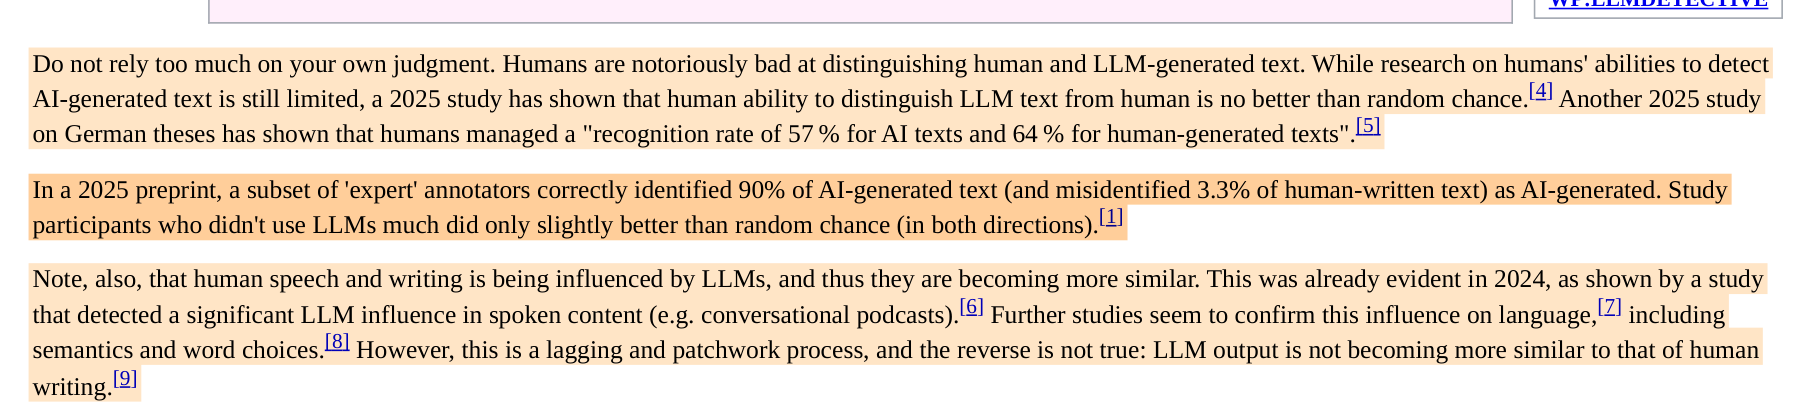 WP:LLMDETECTIVE
Do not rely too much on your own judgment. Humans are notoriously bad at distinguishing human and LLM-generated text. While research on humans' abilities to detect
AI-generated text is still limited, a 2025 study has shown that human ability to distinguish LLM text from human is no better than random chance.[4] Another 2025 study
on German theses has shown that humans managed a "recognition rate of 57 % for AI texts and 64 % for human-generated texts".[5]
In a 2025 preprint, a subset of 'expert' annotators correctly identified 90% of AI-generated text (and misidentified 3.3% of human-written text) as AI-generated. Study
participants who didn't use LLMs much did only slightly better than random chance (in both directions).[1]
Note, also, that human speech and writing is being influenced by LLMs, and thus they are becoming more similar. This was already evident in 2024, as shown by a study
that detected a significant LLM influence in spoken content (e.g. conversational podcasts).[6] Further studies seem to confirm this influence on language,[7] including
semantics and word choices.[8] However, this is a lagging and patchwork process, and the reverse is not true: LLM output is not becoming more similar to that of human
writing.[9]